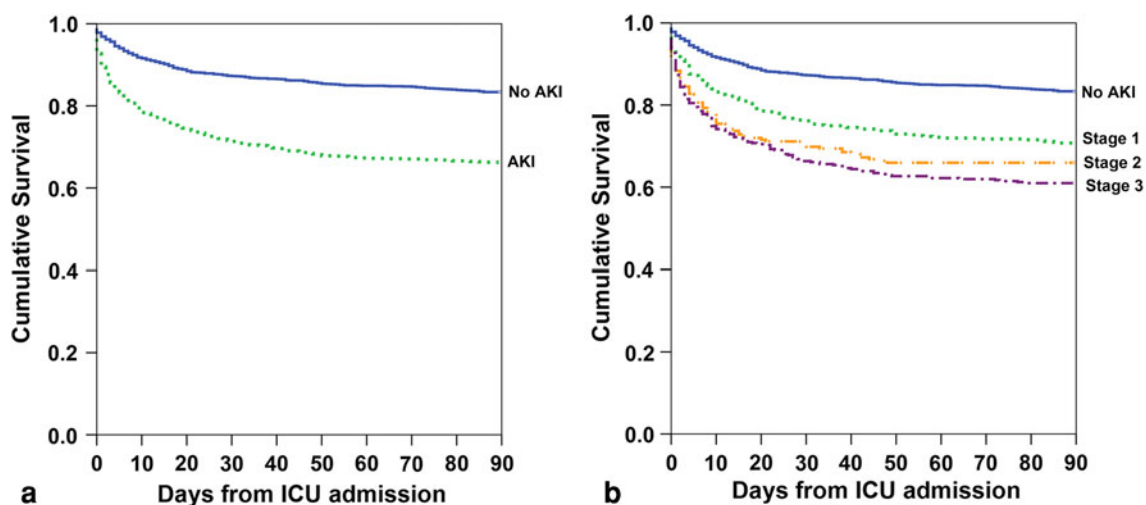 1.0
0.8
0.6
0.4
0.2
0.0
Cumulative Survival
No AKI
AKI
0 10 20 30 40 50 60 70 80 90
Days from ICU admission
a
1.0
0.8
0.6
0.4
0.2
0.0
Cumulative Survival
No AKI
Stage 1
Stage 2
Stage 3
0 10 20 30 40 50 60 70 80 90
Days from ICU admission
b